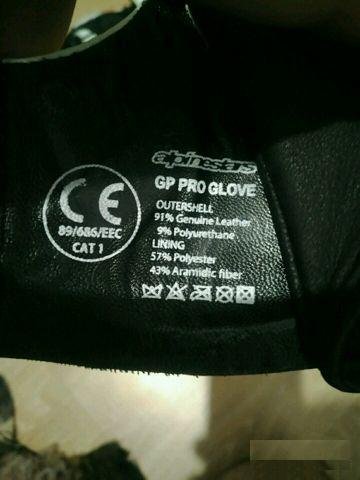 alpinestars
GP PRO GLOVE
CE
89/686/EEC
CAT 1
OUTERSHELL
91% Genuine Leather
9% Polyurethane
LINING
57% Polyester
43% Aramidic fiber